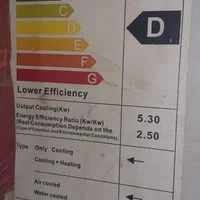 C
D
E
F
G
D
Lower Efficiency
Output Cooling(Kw) 5.30
Energy Efficiency Ratio (Kw/Kw)
(Real Consumption Depends on the 2.50
(Type of Function and Environmental Conditions.
Type Only Cooling
Cooling + Heating ←
Air cooled ←
Water cooled